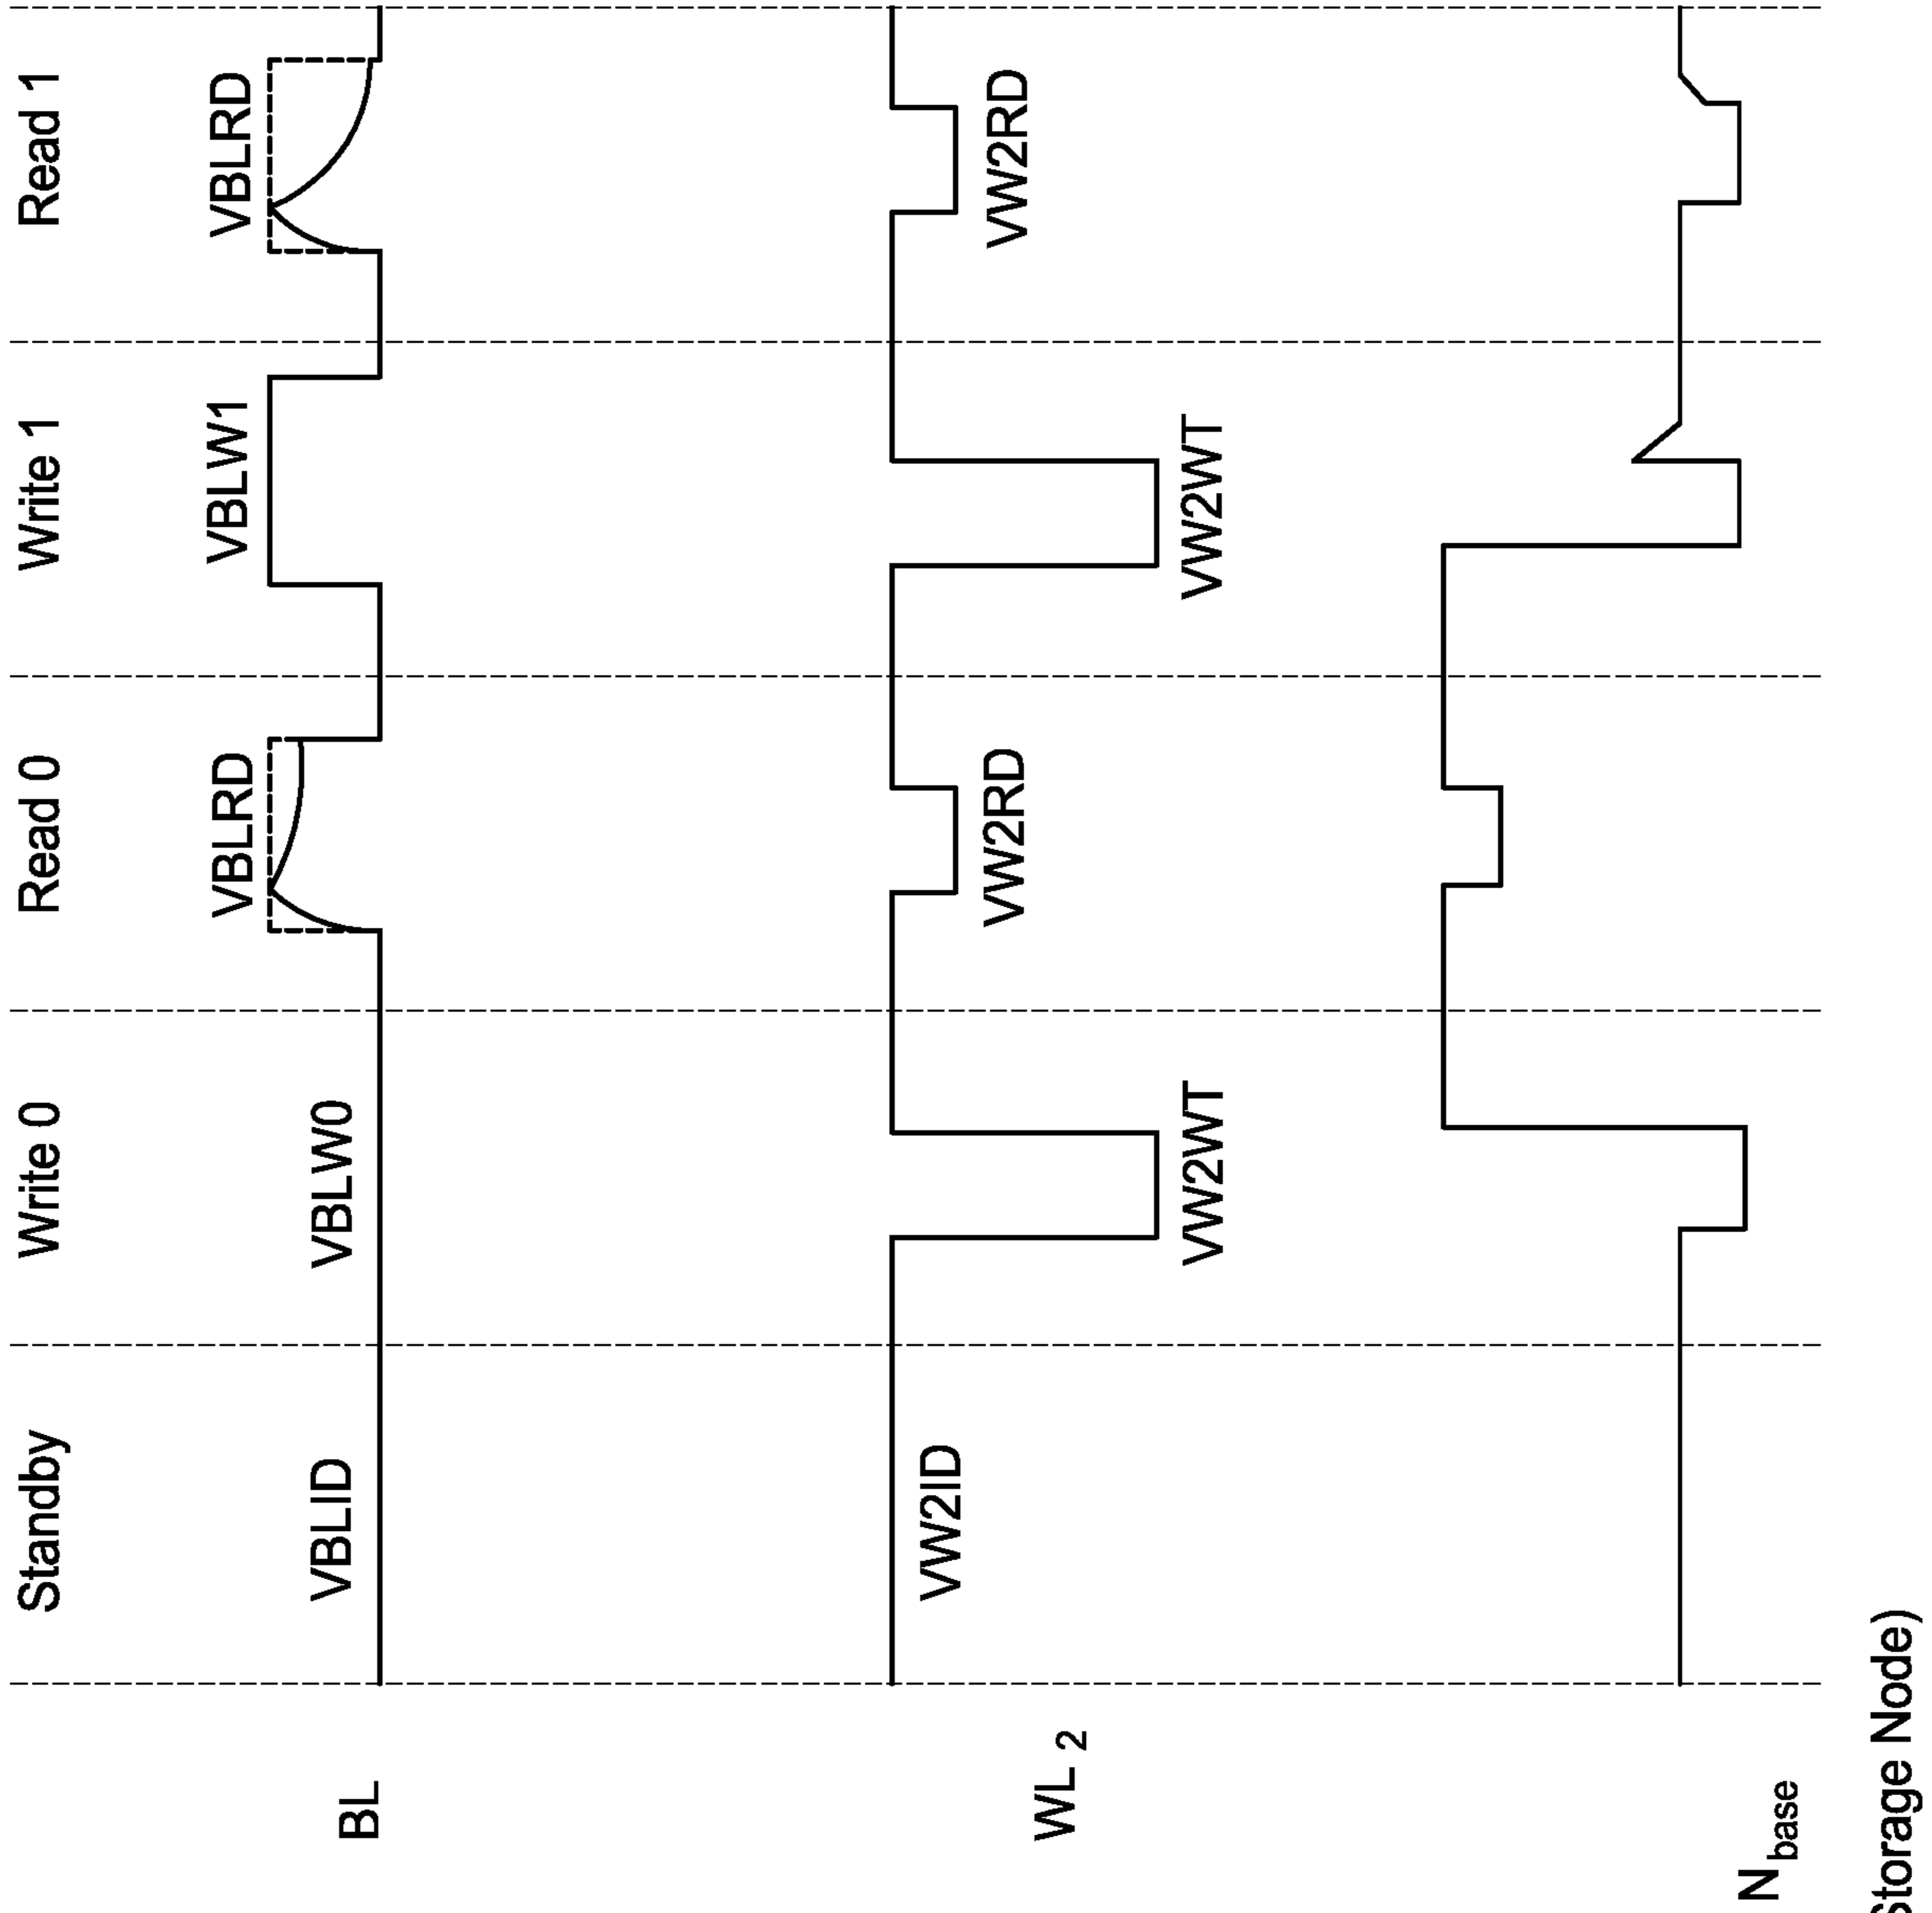 Standby Write 0 Read 0 Write 1 Read 1
VBLRD VBLW1 VBLRD
BL VBLID VBLW0
VW2ID VW2RD VW2RD
WL 2
VW2WT VW2WT
N base
Storage Node)